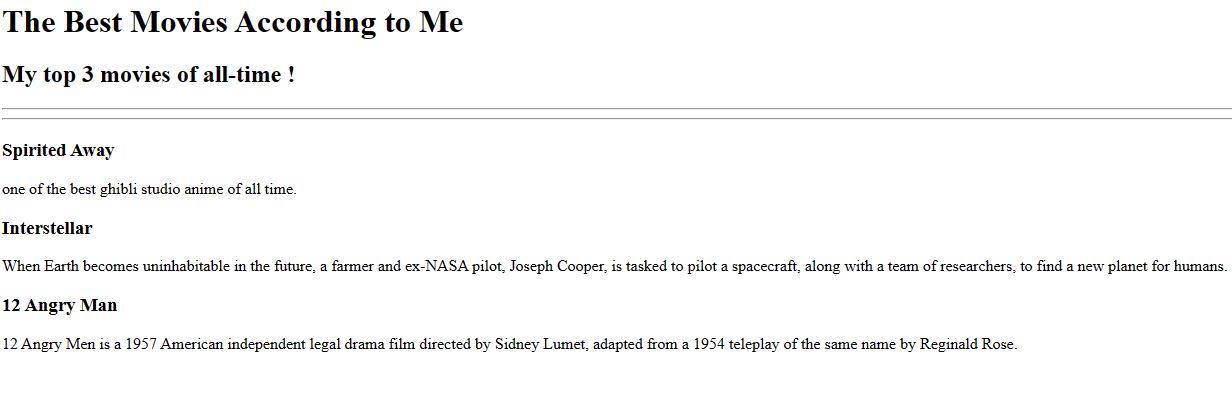 The Best Movies According to Me
My top 3 movies of all-time !
Spirited Away
one of the best ghibli studio anime of all time.
Interstellar
When Earth becomes uninhabitable in the future, a farmer and ex-NASA pilot, Joseph Cooper, is tasked to pilot a spacecraft, along with a team of researchers, to find a new planet for humans.
12 Angry Man
12 Angry Men is a 1957 American independent legal drama film directed by Sidney Lumet, adapted from a 1954 teleplay of the same name by Reginald Rose.